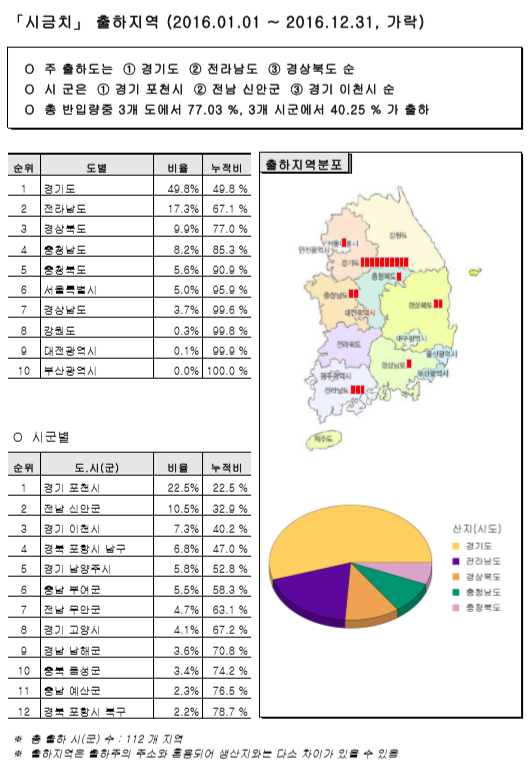 「시금치」 출하지역 (2016.01.01 ~ 2016.12.31, 가락)
O 주 출하도는 ① 경기도 ② 전라남도 ③ 경상북도 순
O 시 군은 ① 경기 포천시 ② 전남 신안군 ③ 경기 이천시 순
O 총 반입량중 3개 도에서 77.03 %, 3개 시군에서 40.25 % 가 출하
순위 도별 비율 누적비
1 경기도 49.8% 49.8 %
2 전라남도 17.3% 67.1 %
3 경상북도 9.9% 77.0 %
4 충청남도 8.2% 85.3 %
5 충청북도 5.6% 90.9 %
6 서울특별시 5.0% 95.9 %
7 경상남도 3.7% 99.6 %
8 강원도 0.3% 99.8 %
9 대전광역시 0.1% 99.9 %
10 부산광역시 0.0% 100.0 %
O 시군별
순위 도.시(군) 비율 누적비
1 경기 포천시 22.5% 22.5 %
2 전남 신안군 10.5% 32.9 %
3 경기 이천시 7.3% 40.2 %
4 경북 포항시 남구 6.8% 47.0 %
5 경기 남양주시 5.8% 52.8 %
6 충남 부여군 5.5% 58.3 %
7 전남 무안군 4.7% 63.1 %
8 경기 고양시 4.1% 67.2 %
9 경남 남해군 3.6% 70.8 %
10 충북 음성군 3.4% 74.2 %
11 충남 예산군 2.3% 76.5 %
12 경북 포항시 북구 2.2% 78.7 %
출하지역분포
강원도
인천광역시
경기도
충청북도
충청남도
경상북도
대전광역시
대구광역시
전라북도
울산광역시
경상남도
부산광역시
광주광역시
전라남도
제주도
산지(시도)
경기도
전라남도
경상북도
충청남도
충청북도
※ 총 출하 시(군) 수 : 112 개 지역
※ 출하지역은 출하주의 주소와 혼용되어 생산지와는 다소 차이가 있을 수 있음